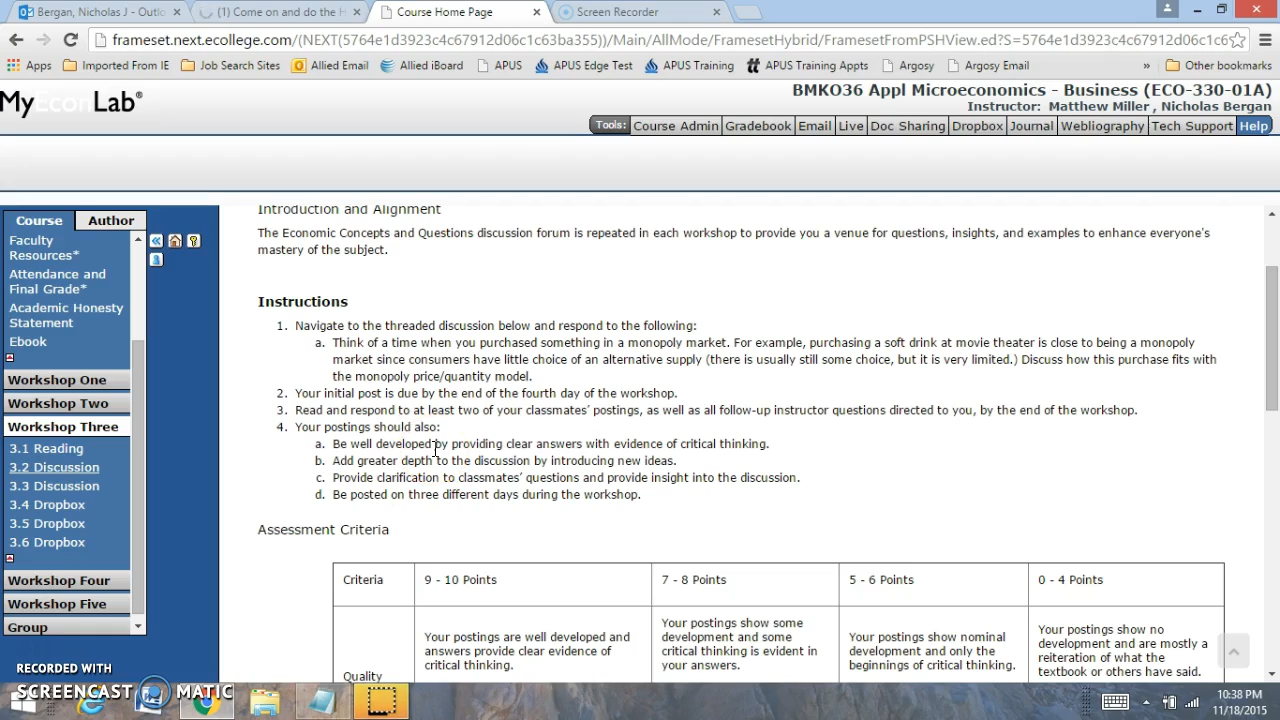 Bergan, Nicholas J - Outlo
(1) Come on and do the H
Course Home Page
Screen Recorder
frameset.next.ecollege.com/(NEXT(5764e1d3923c4c67912d06c1c6ba355))/Main/AllMode/FramesetHybrid/FramesetFromPSHView.ed?S=5764e1d3923c4c67912d06c1c6
Apps Imported From IE Job Search Sites Allied Email Allied iBoard APUS APUS Edge Test APUS Training APUS Training Appts Argosy Argosy Email » Other bookmarks
MyEconLab®
BMKO36 Appl Microeconomics - Business (ECO-330-01A)
Instructor: Matthew Miller , Nicholas Bergan
Tools: Course Admin Gradebook Email Live Doc Sharing Dropbox Journal Webliography Tech Support Help
Course Author
Faculty
Resources*
Attendance and
Final Grade*
Academic Honesty
Statement
Ebook
Workshop One
Workshop Two
Workshop Three
3.1 Reading
3.2 Discussion
3.3 Discussion
3.4 Dropbox
3.5 Dropbox
3.6 Dropbox
Workshop Four
Workshop Five
Group
Introduction and Alignment
The Economic Concepts and Questions discussion forum is repeated in each workshop to provide you a venue for questions, insights, and examples to enhance everyone's
mastery of the subject.
Instructions
1. Navigate to the threaded discussion below and respond to the following:
a. Think of a time when you purchased something in a monopoly market. For example, purchasing a soft drink at movie theater is close to being a monopoly
market since consumers have little choice of an alternative supply (there is usually still some choice, but it is very limited.) Discuss how this purchase fits with
the monopoly price/quantity model.
2. Your initial post is due by the end of the fourth day of the workshop.
3. Read and respond to at least two of your classmates' postings, as well as all follow-up instructor questions directed to you, by the end of the workshop.
4. Your postings should also:
a. Be well developed by providing clear answers with evidence of critical thinking.
b. Add greater depth to the discussion by introducing new ideas.
c. Provide clarification to classmates' questions and provide insight into the discussion.
d. Be posted on three different days during the workshop.
Assessment Criteria
Criteria
9 - 10 Points
7 - 8 Points
5 - 6 Points
0 - 4 Points
Quality
Your postings are well developed and
answers provide clear evidence of
critical thinking.
Your postings show some
development and some
critical thinking is evident in
your answers.
Your postings show nominal
development and only the
beginnings of critical thinking.
Your postings show no
development and are mostly a
reiteration of what the
textbook or others have said.
RECORDED WITH
SCREENCAST MATIC
10:38 PM
11/18/2015